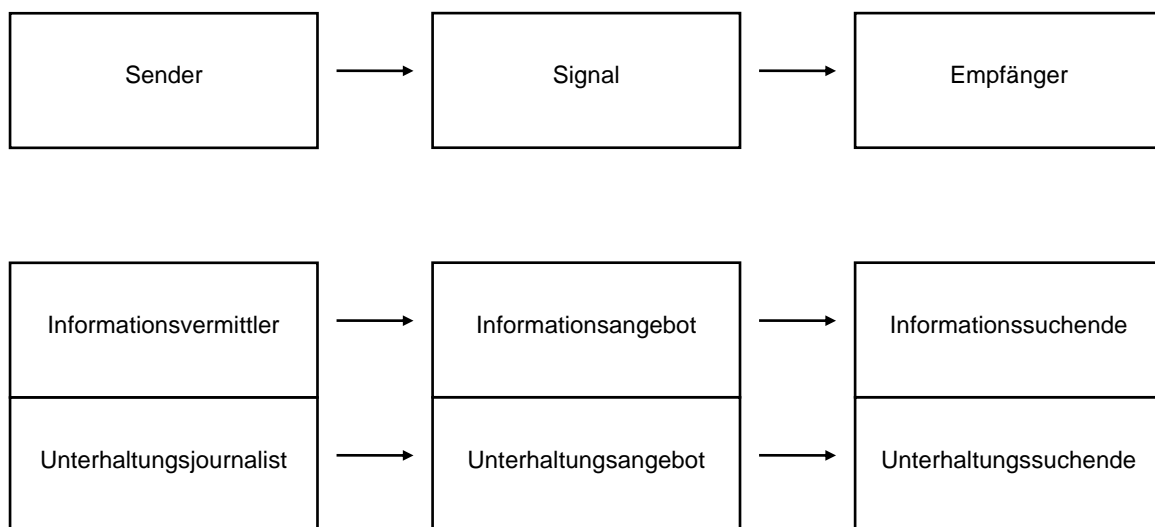 Sender
Signal
Empfänger
Informationsvermittler
Informationsangebot
Informationssuchende
Unterhaltungsjournalist
Unterhaltungsangebot
Unterhaltungssuchende